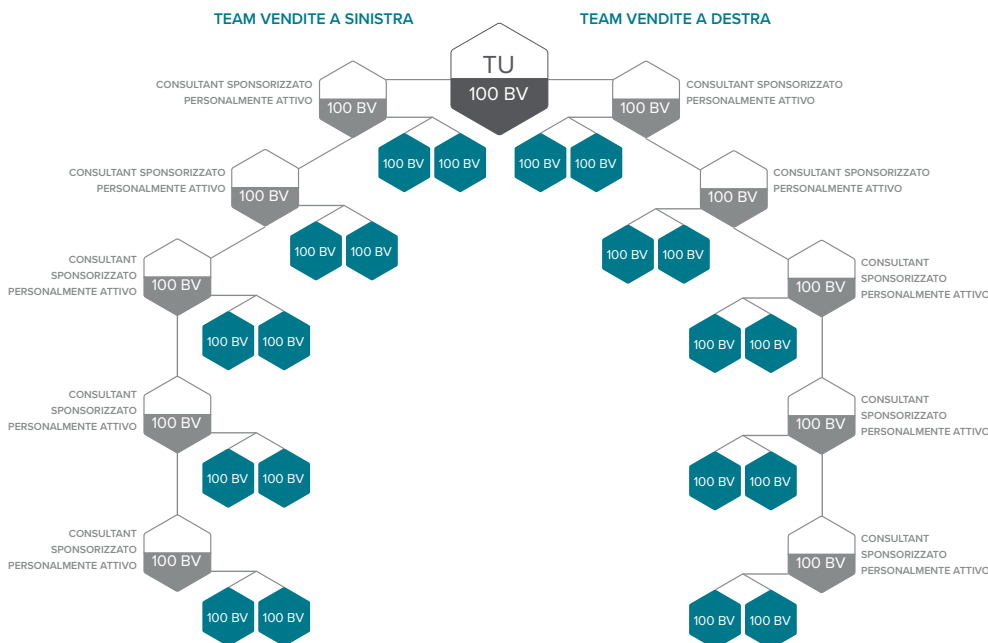 TEAM VENDITE A SINISTRA
TEAM VENDITE A DESTRA
TU
100 BV
CONSULTANT SPONSORIZZATO
PERSONALMENTE ATTIVO
100 BV
100 BV
CONSULTANT SPONSORIZZATO
PERSONALMENTE ATTIVO
100 BV
100 BV
100 BV
100 BV
CONSULTANT SPONSORIZZATO
PERSONALMENTE ATTIVO
100 BV
100 BV
CONSULTANT SPONSORIZZATO
PERSONALMENTE ATTIVO
100 BV
100 BV
100 BV
100 BV
CONSULTANT
SPONSORIZZATO
PERSONALMENTE ATTIVO
100 BV
100 BV
CONSULTANT
SPONSORIZZATO
PERSONALMENTE ATTIVO
100 BV
100 BV
100 BV
100 BV
CONSULTANT
SPONSORIZZATO
PERSONALMENTE ATTIVO
100 BV
100 BV
CONSULTANT
SPONSORIZZATO
PERSONALMENTE ATTIVO
100 BV
100 BV
100 BV
100 BV
CONSULTANT
SPONSORIZZATO
PERSONALMENTE ATTIVO
100 BV
100 BV
CONSULTANT
SPONSORIZZATO
PERSONALMENTE ATTIVO
100 BV
100 BV
100 BV
100 BV